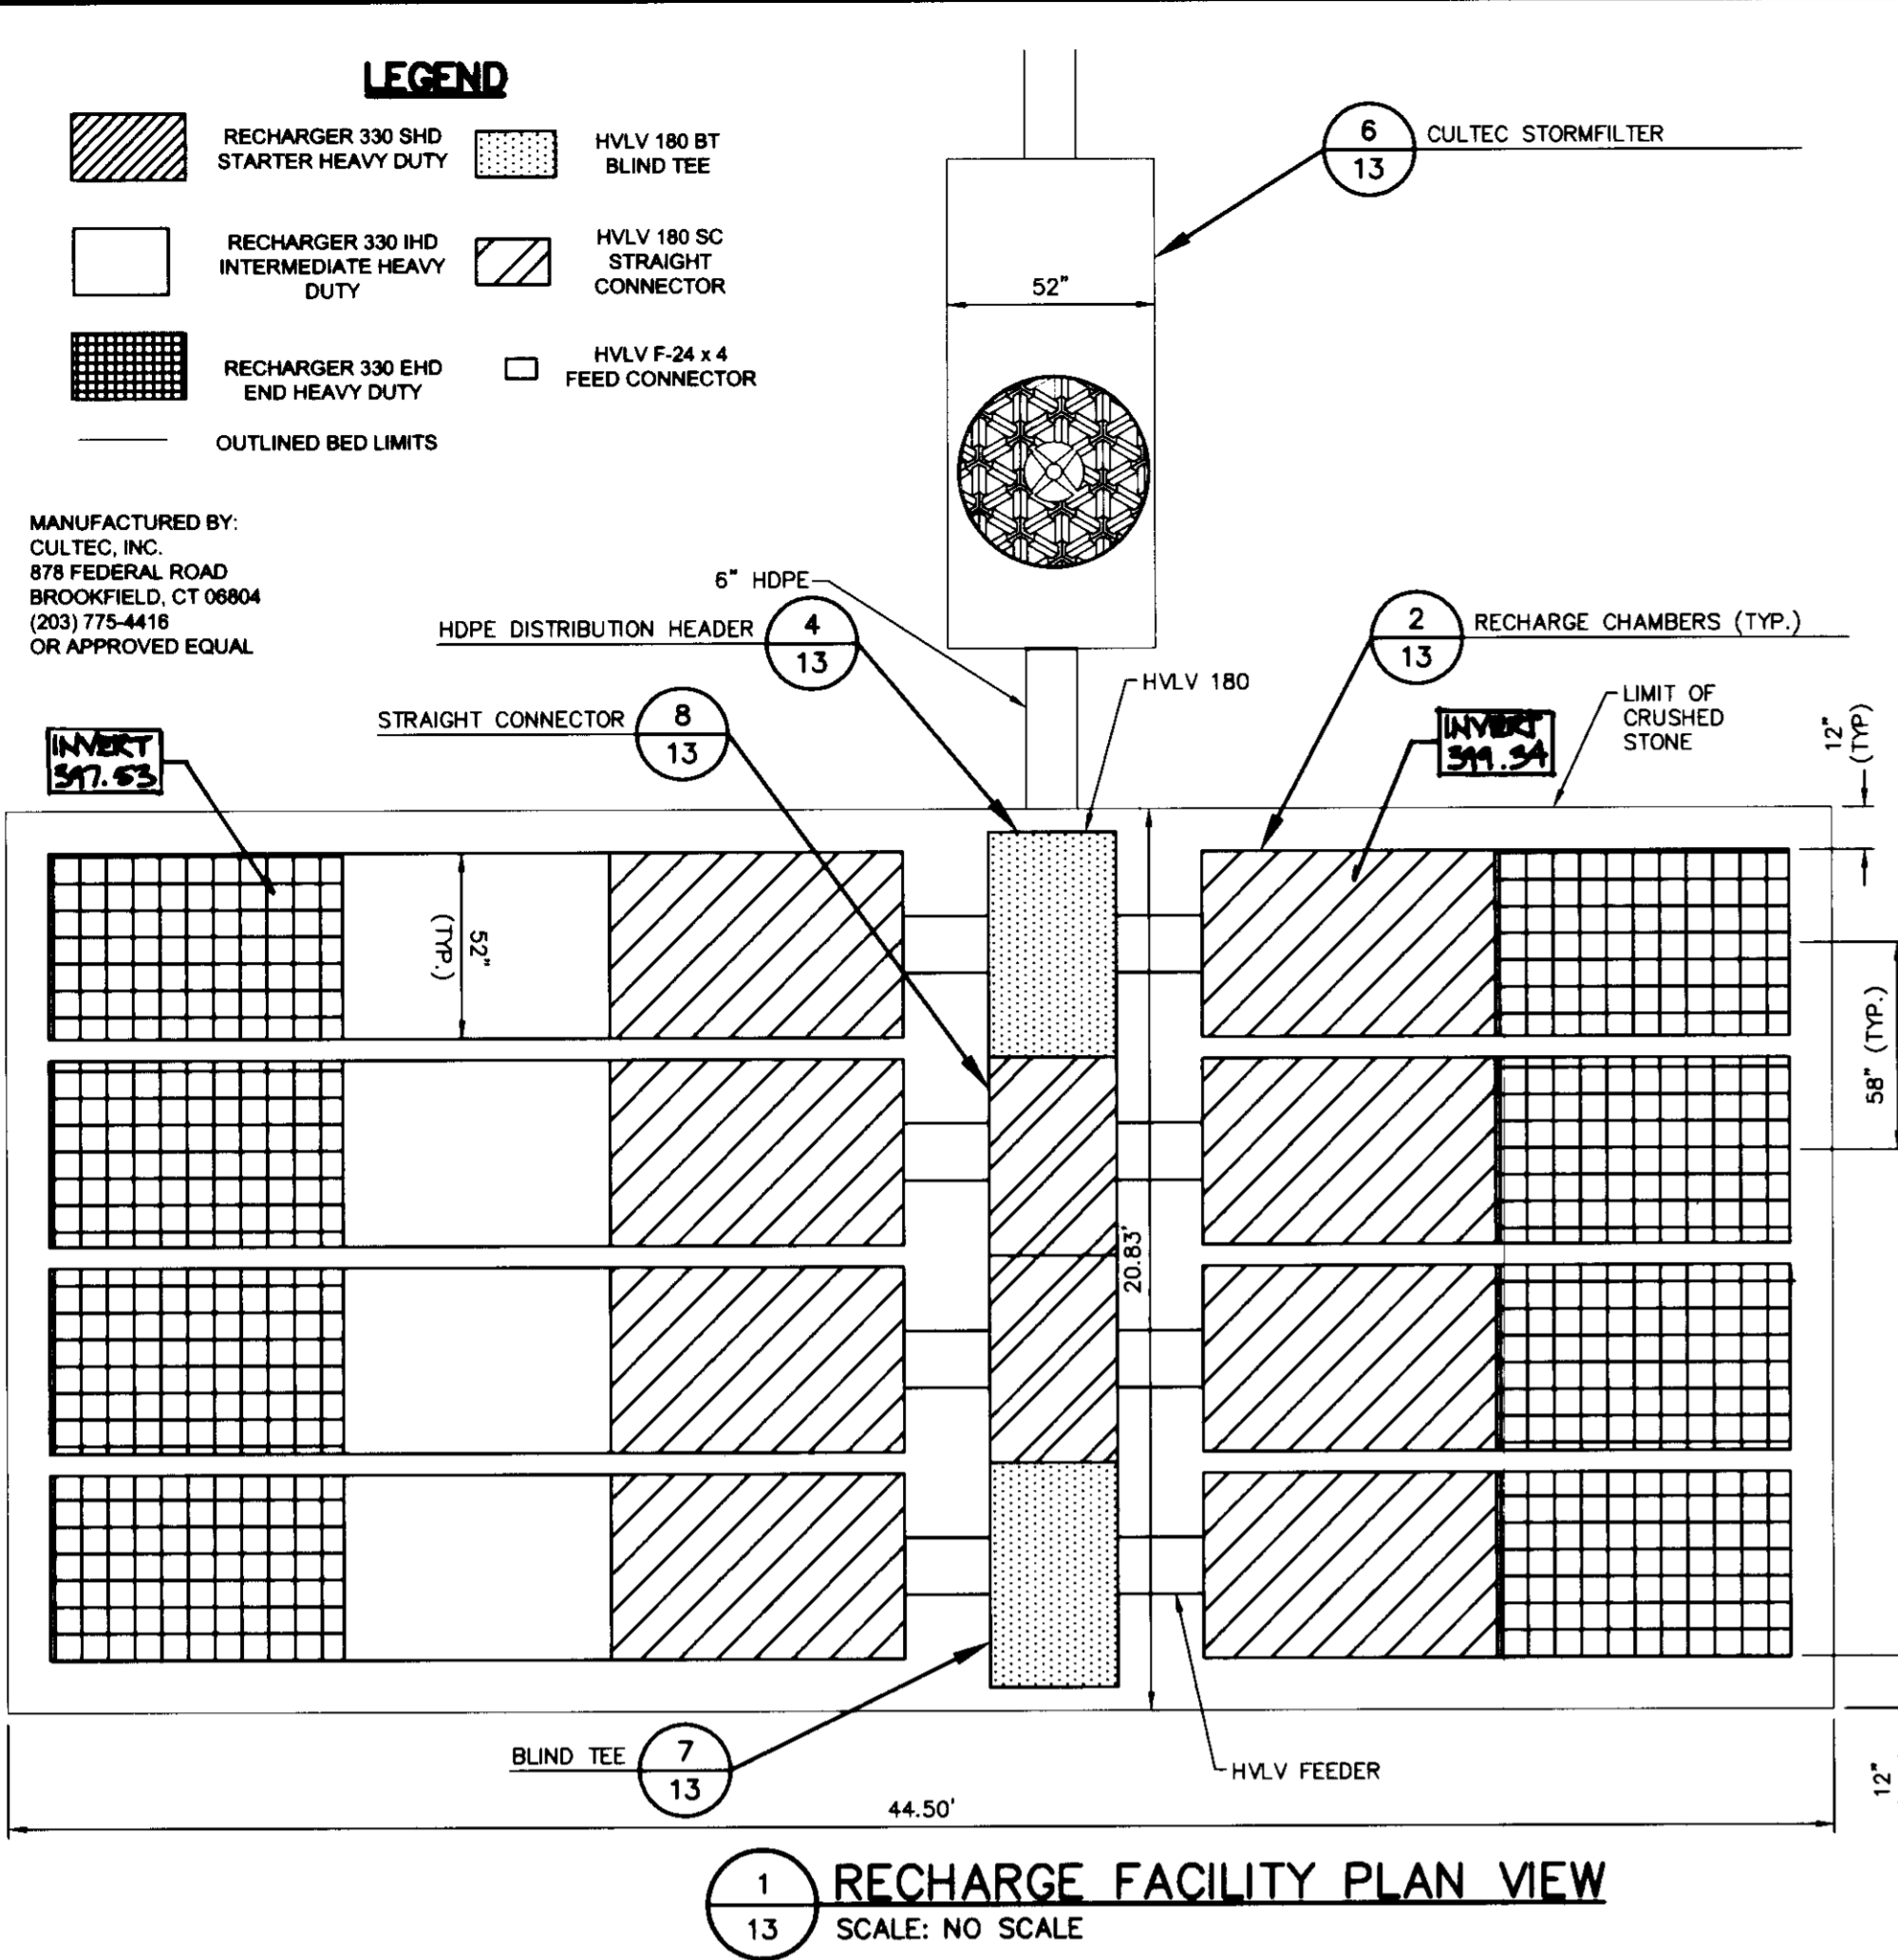 LEGEND
RECHARGER 330 SHD
STARTER HEAVY DUTY
HVLV 180 BT
BLIND TEE
RECHARGER 330 IHD
INTERMEDIATE HEAVY
DUTY
HVLV 180 SC
STRAIGHT
CONNECTOR
RECHARGER 330 EHD
END HEAVY DUTY
HVLV F-24 x 4
FEED CONNECTOR
OUTLINED BED LIMITS
MANUFACTURED BY:
CULTEC, INC.
878 FEDERAL ROAD
BROOKFIELD, CT 06804
(203) 775-4416
OR APPROVED EQUAL
6
13
CULTEC STORMFILTER
52"
6" HDPE
HDPE DISTRIBUTION HEADER
4
13
2
13
RECHARGE CHAMBERS (TYP.)
HVLV 180
STRAIGHT CONNECTOR
8
13
LIMIT OF
CRUSHED
STONE
12"
(TYP)
INVERT
397.53
INVERT
399.34
52"
(TYP.)
58" (TYP.)
20.83'
BLIND TEE
7
13
HVLV FEEDER
12"
44.50'
1
13
RECHARGE FACILITY PLAN VIEW
SCALE: NO SCALE